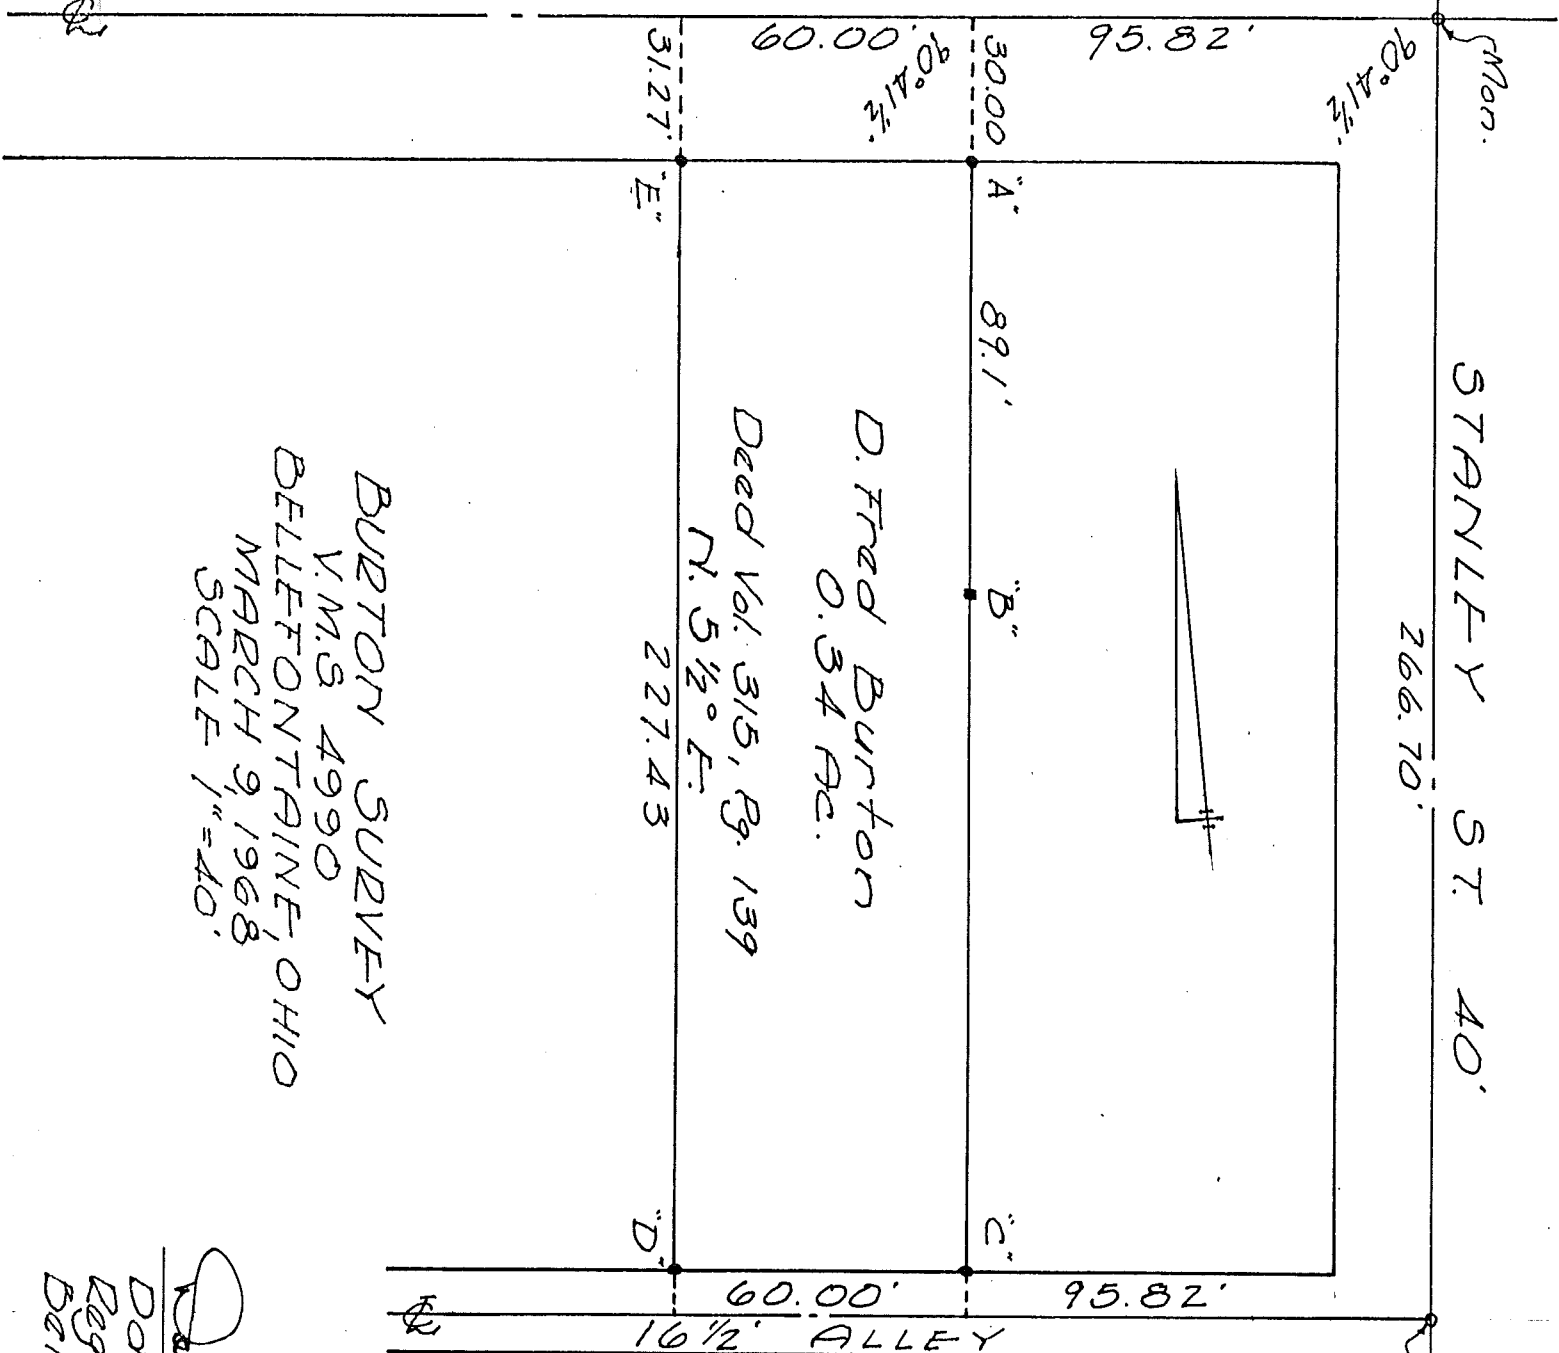 Mon.
STANLEY ST. 40'
266.70'
90° 41½'
95.82'
30.00
"A"
89.1'
"B"
"C"
95.82'
90° 41½'
60.00'
D. Fred Burton
0.34 Ac.
Deed Vol. 315, Pg. 139
N. 5½° E.
31.27'
"E"
227.43
"D"
60.00'
16½' ALLEY
BURTON SURVEY
V.M.S 4990
BELLEFONTAINE, OHIO
MARCH 9, 1968
SCALE 1"=40'